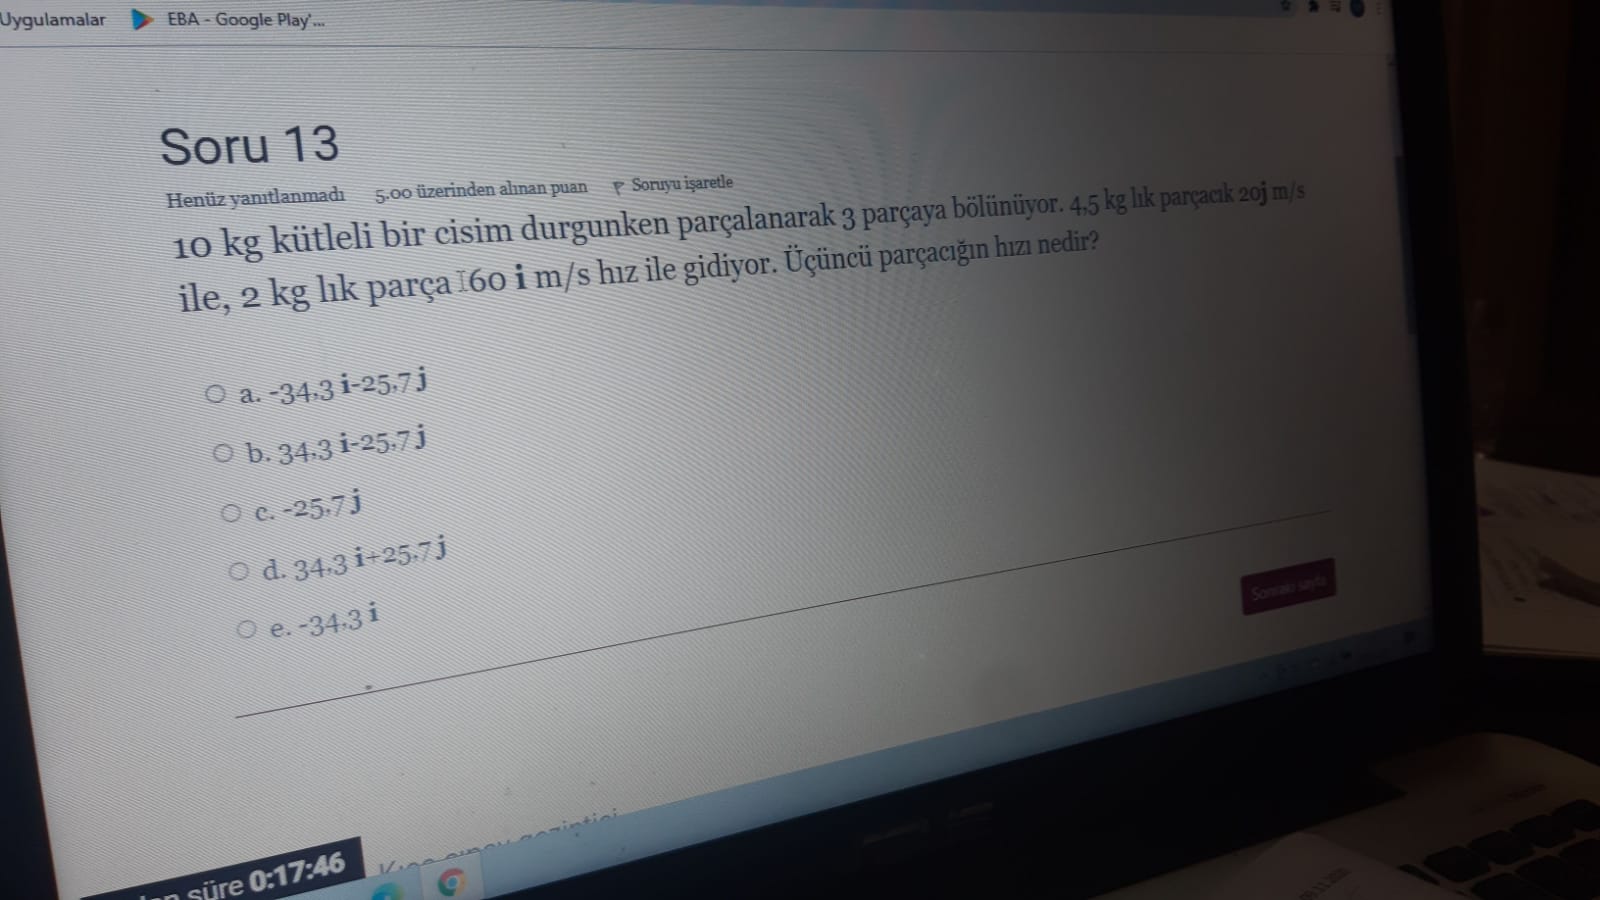 Uygulamalar EBA - Google Play'...
Soru 13
Henüz yanıtlanmadı 5,00 üzerinden alınan puan Soruyu işaretle
10 kg kütleli bir cisim durgunken parçalanarak 3 parçaya bölünüyor. 4,5 kg lık parçacık 20j m/s
ile, 2 kg lık parça 60 i m/s hız ile gidiyor. Üçüncü parçacığın hızı nedir?
a. -34,3 i-25,7 j
b. 34,3 i-25,7 j
c. -25,7 j
d. 34,3 i+25,7 j
e. -34,3 i
Sonraki sayfa
süre 0:17:46